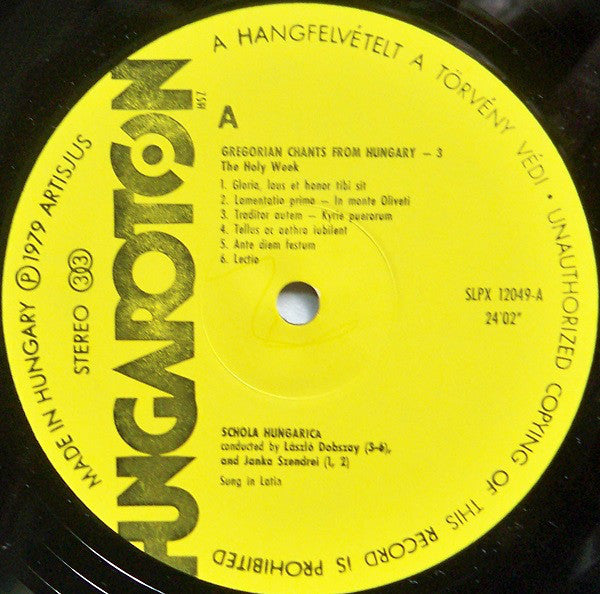 A HANGFELVÉTELT A TÖRVÉNY VÉDI • UNAUTHORIZED COPYING OF THIS RECORD IS PROHIBITED
MADE IN HUNGARY Ⓟ 1979 ARTISJUS
STEREO 33
HUNGAROTON
HSZ
A
GREGORIAN CHANTS FROM HUNGARY – 3
The Holy Week
1. Gloria, laus et honor tibi sit
2. Lamentatio prima – In monte Oliveti
3. Traditor autem – Kyrie puerorum
4. Tellus ac aethra iubilent
5. Ante diem festum
6. Lectio
SLPX 12049-A
24'02"
SCHOLA HUNGARICA
conducted by László Dobszay (3-6),
and Janka Szendrei (1, 2)
Sung in Latin